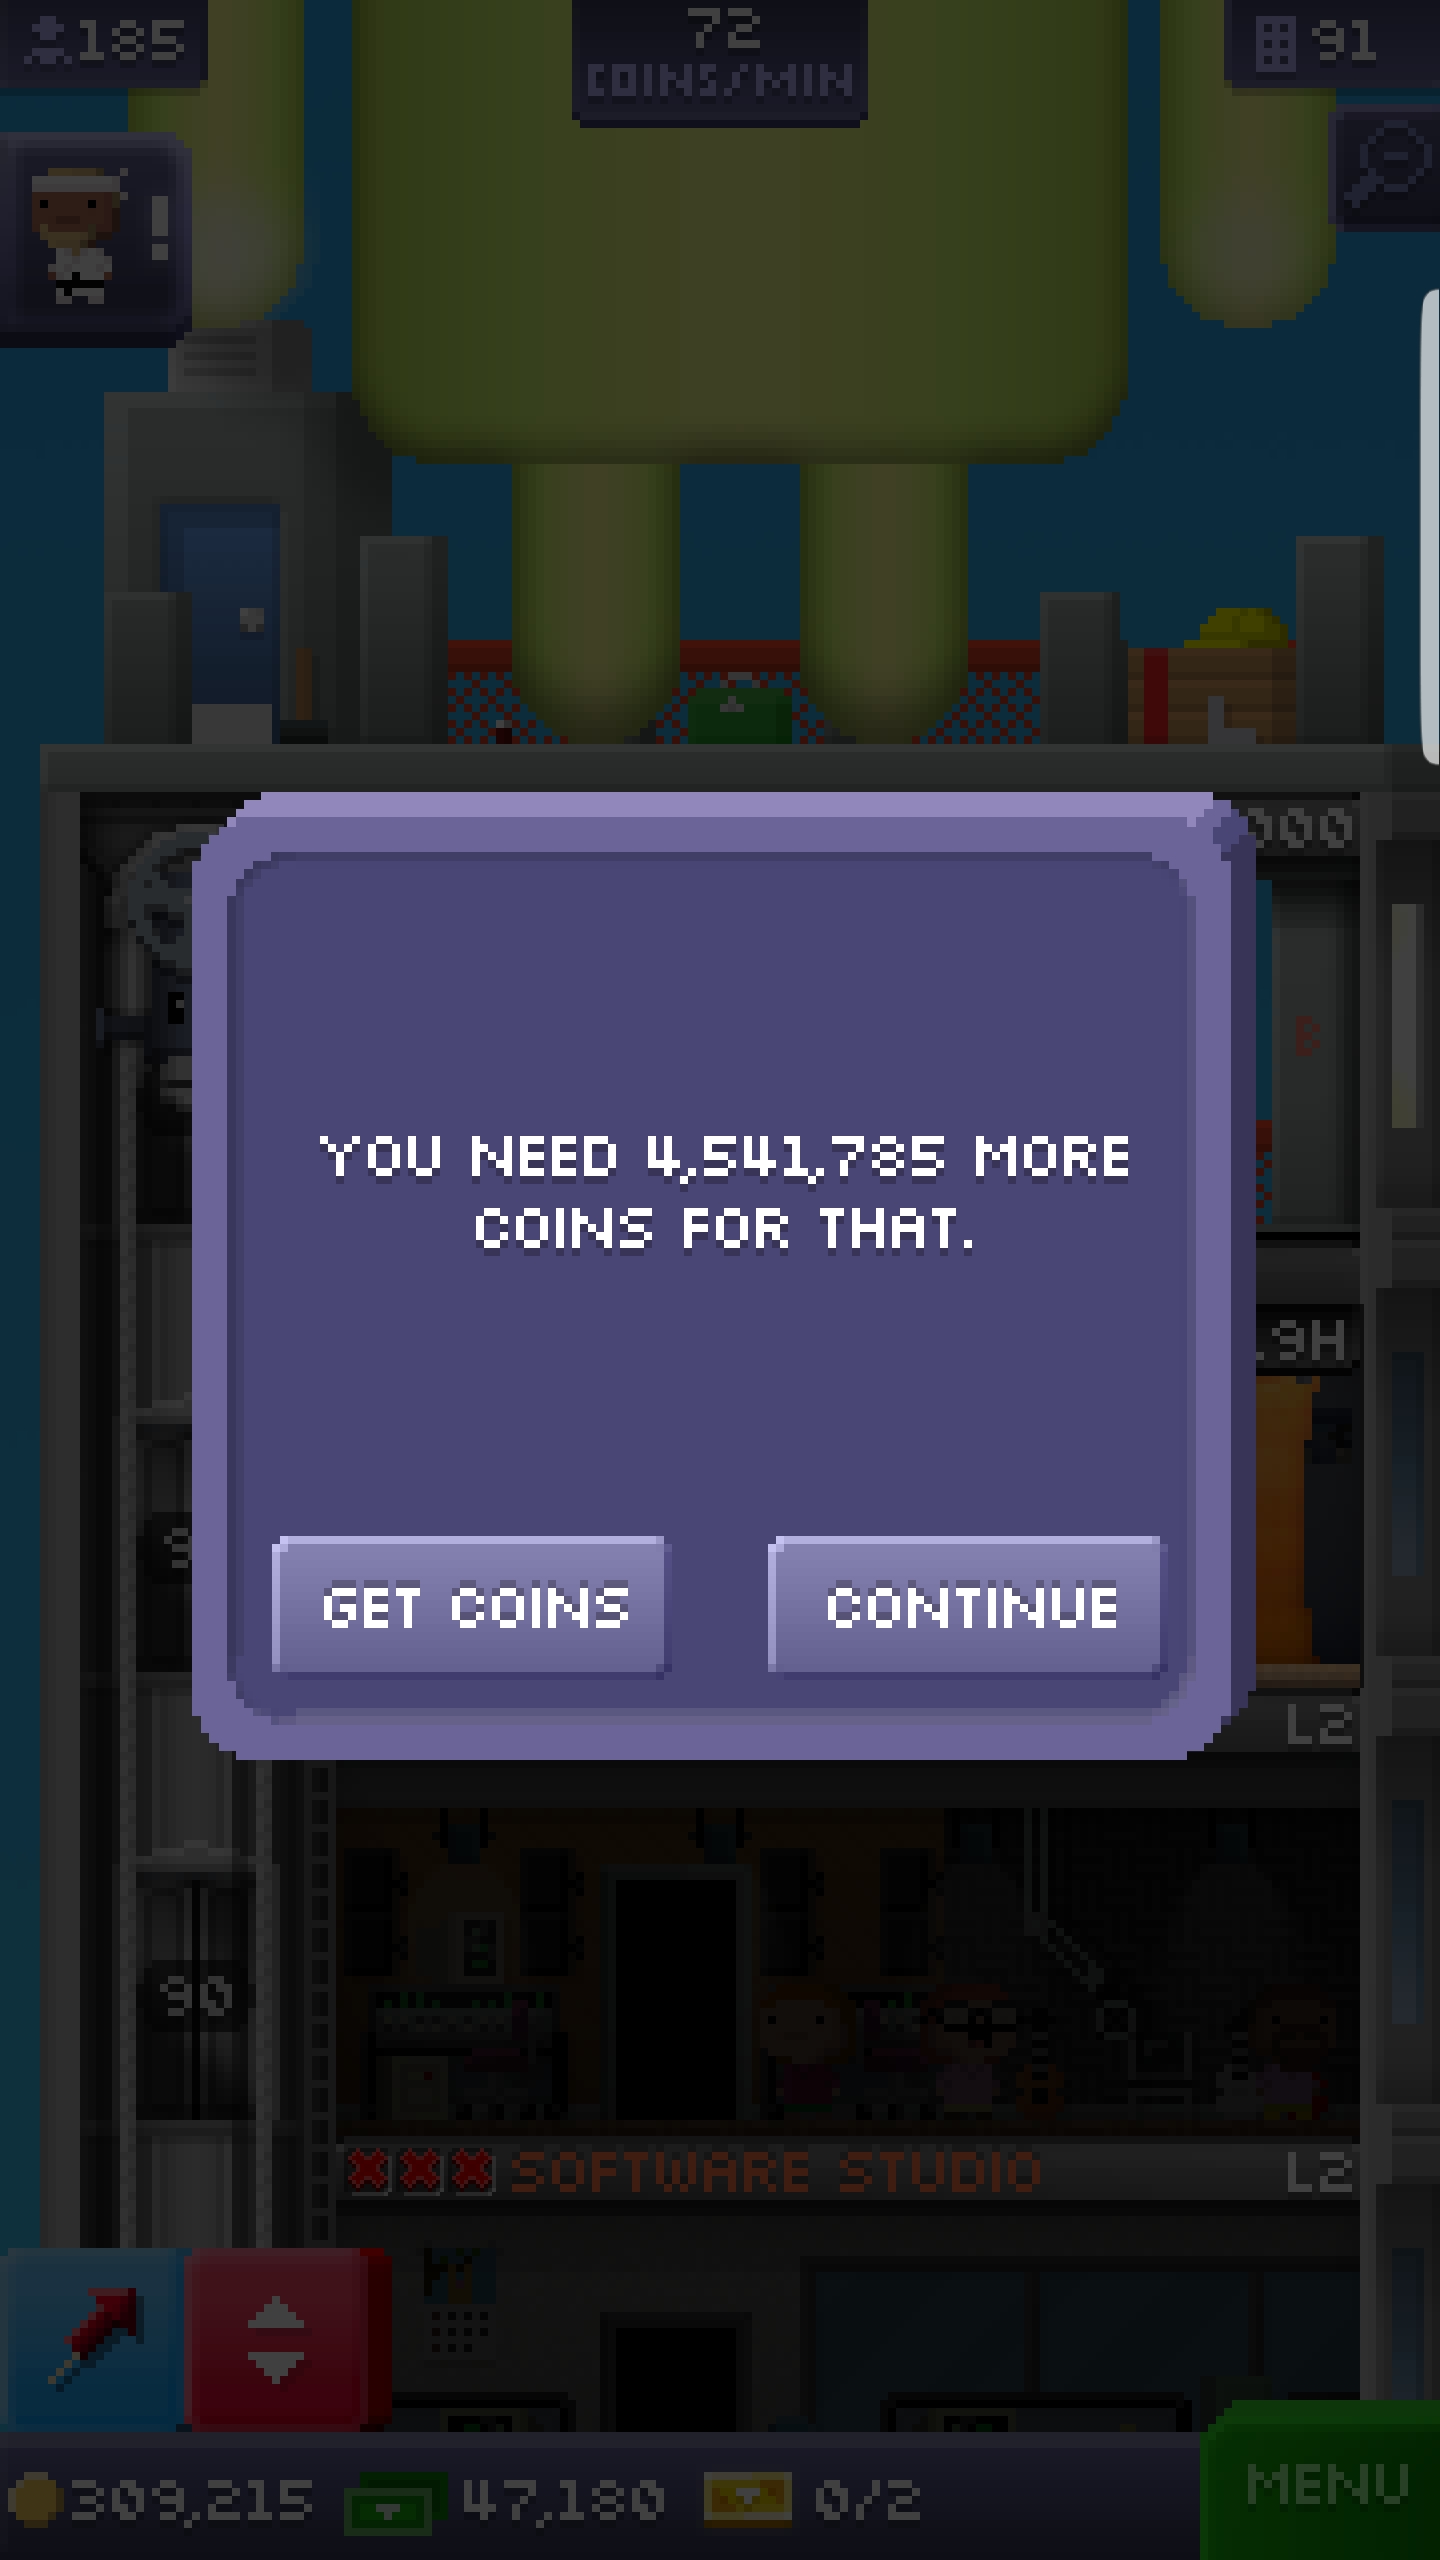 185
72
COINS/MIN
91
!
000
B
YOU NEED 4,541,785 MORE
COINS FOR THAT.
.9H
9
GET COINS
CONTINUE
L2
90
SOFTWARE STUDIO
L2
309,215
47,180
0/2
MENU